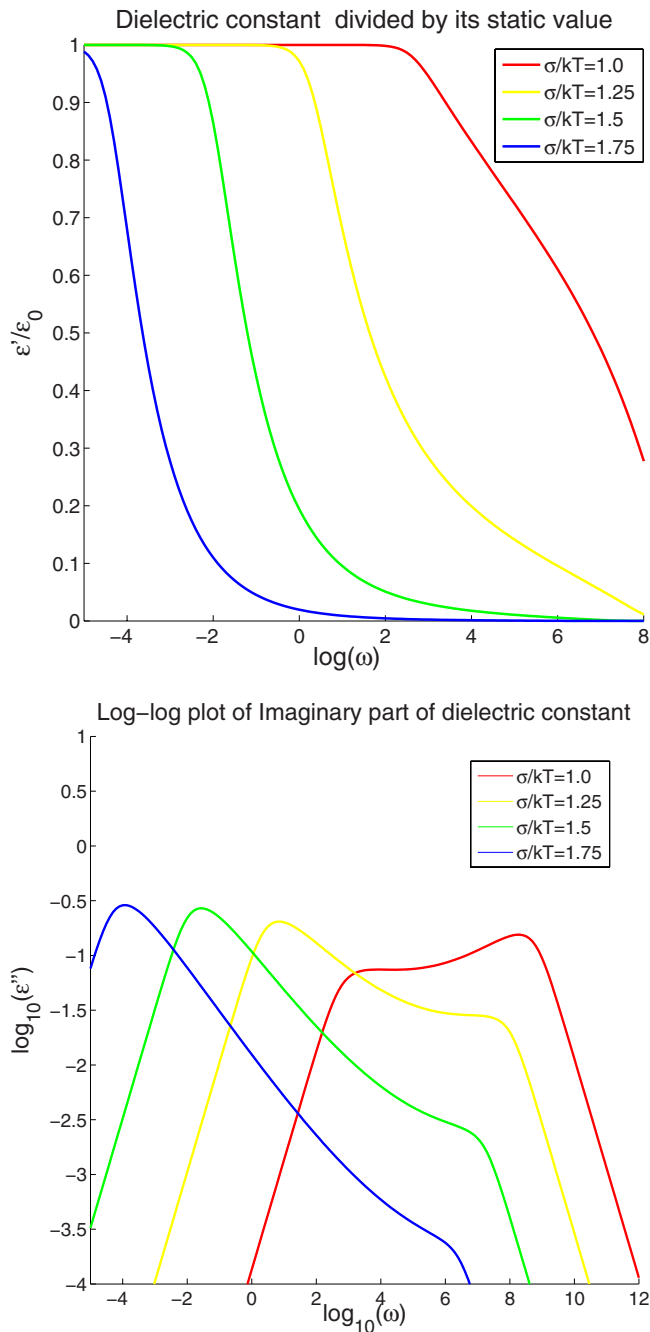 Dielectric constant divided by its static value
1
0.9
0.8
0.7
0.6
0.5
0.4
0.3
0.2
0.1
0
ε'/ε₀
σ/kT=1.0
σ/kT=1.25
σ/kT=1.5
σ/kT=1.75
−4 −2 0 2 4 6 8
log(ω)
Log−log plot of Imaginary part of dielectric constant
1
0.5
0
−0.5
−1
−1.5
−2
−2.5
−3
−3.5
−4
log₁₀(ε'')
σ/kT=1.0
σ/kT=1.25
σ/kT=1.5
σ/kT=1.75
−4 −2 0 2 4 6 8 10 12
log₁₀(ω)